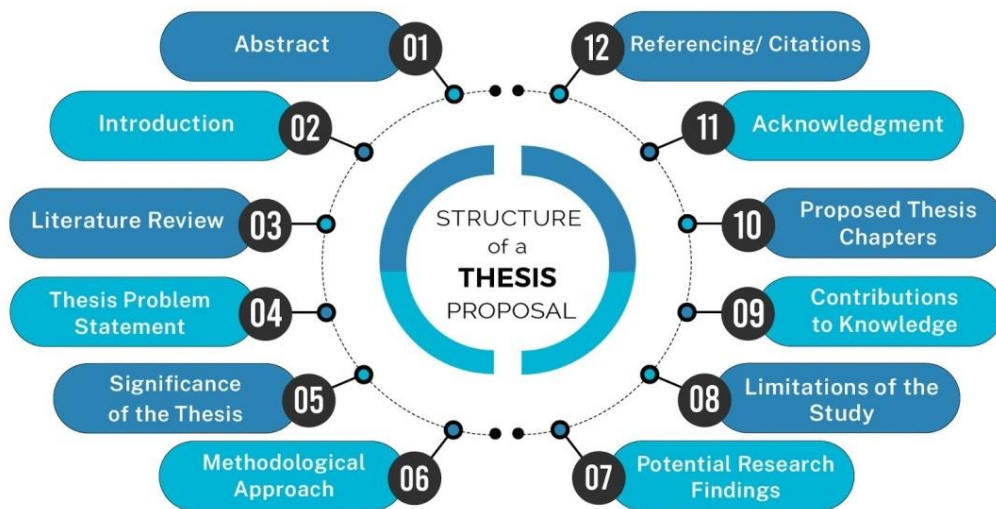 Abstract
01
Introduction
02
Literature Review
03
Thesis Problem
Statement
04
Significance
of the Thesis
05
Methodological
Approach
06
STRUCTURE
of a
THESIS
PROPOSAL
07
Potential Research
Findings
08
Limitations of the
Study
09
Contributions
to Knowledge
10
Proposed Thesis
Chapters
11
Acknowledgment
12
Referencing/ Citations